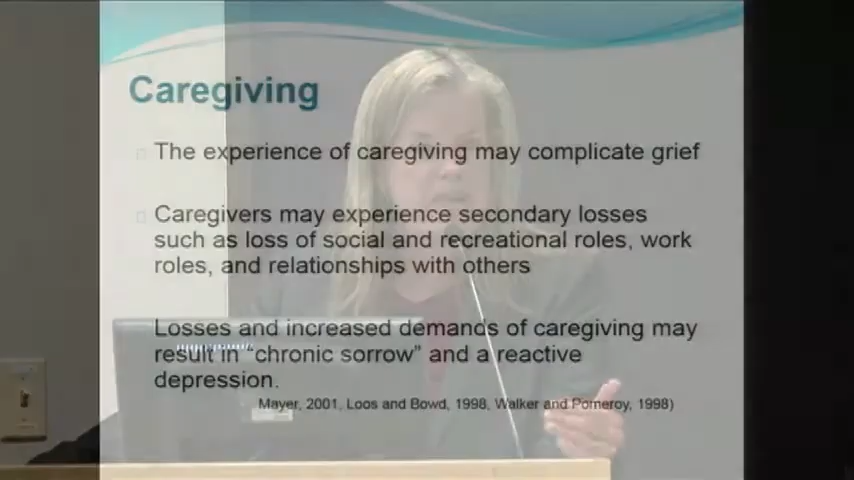 Caregiving
The experience of caregiving may complicate grief
Caregivers may experience secondary losses
such as loss of social and recreational roles, work
roles, and relationships with others
Losses and increased demands of caregiving may
result in "chronic sorrow" and a reactive
depression.
Mayer, 2001, Loos and Bowd, 1998, Walker and Pomeroy, 1998)